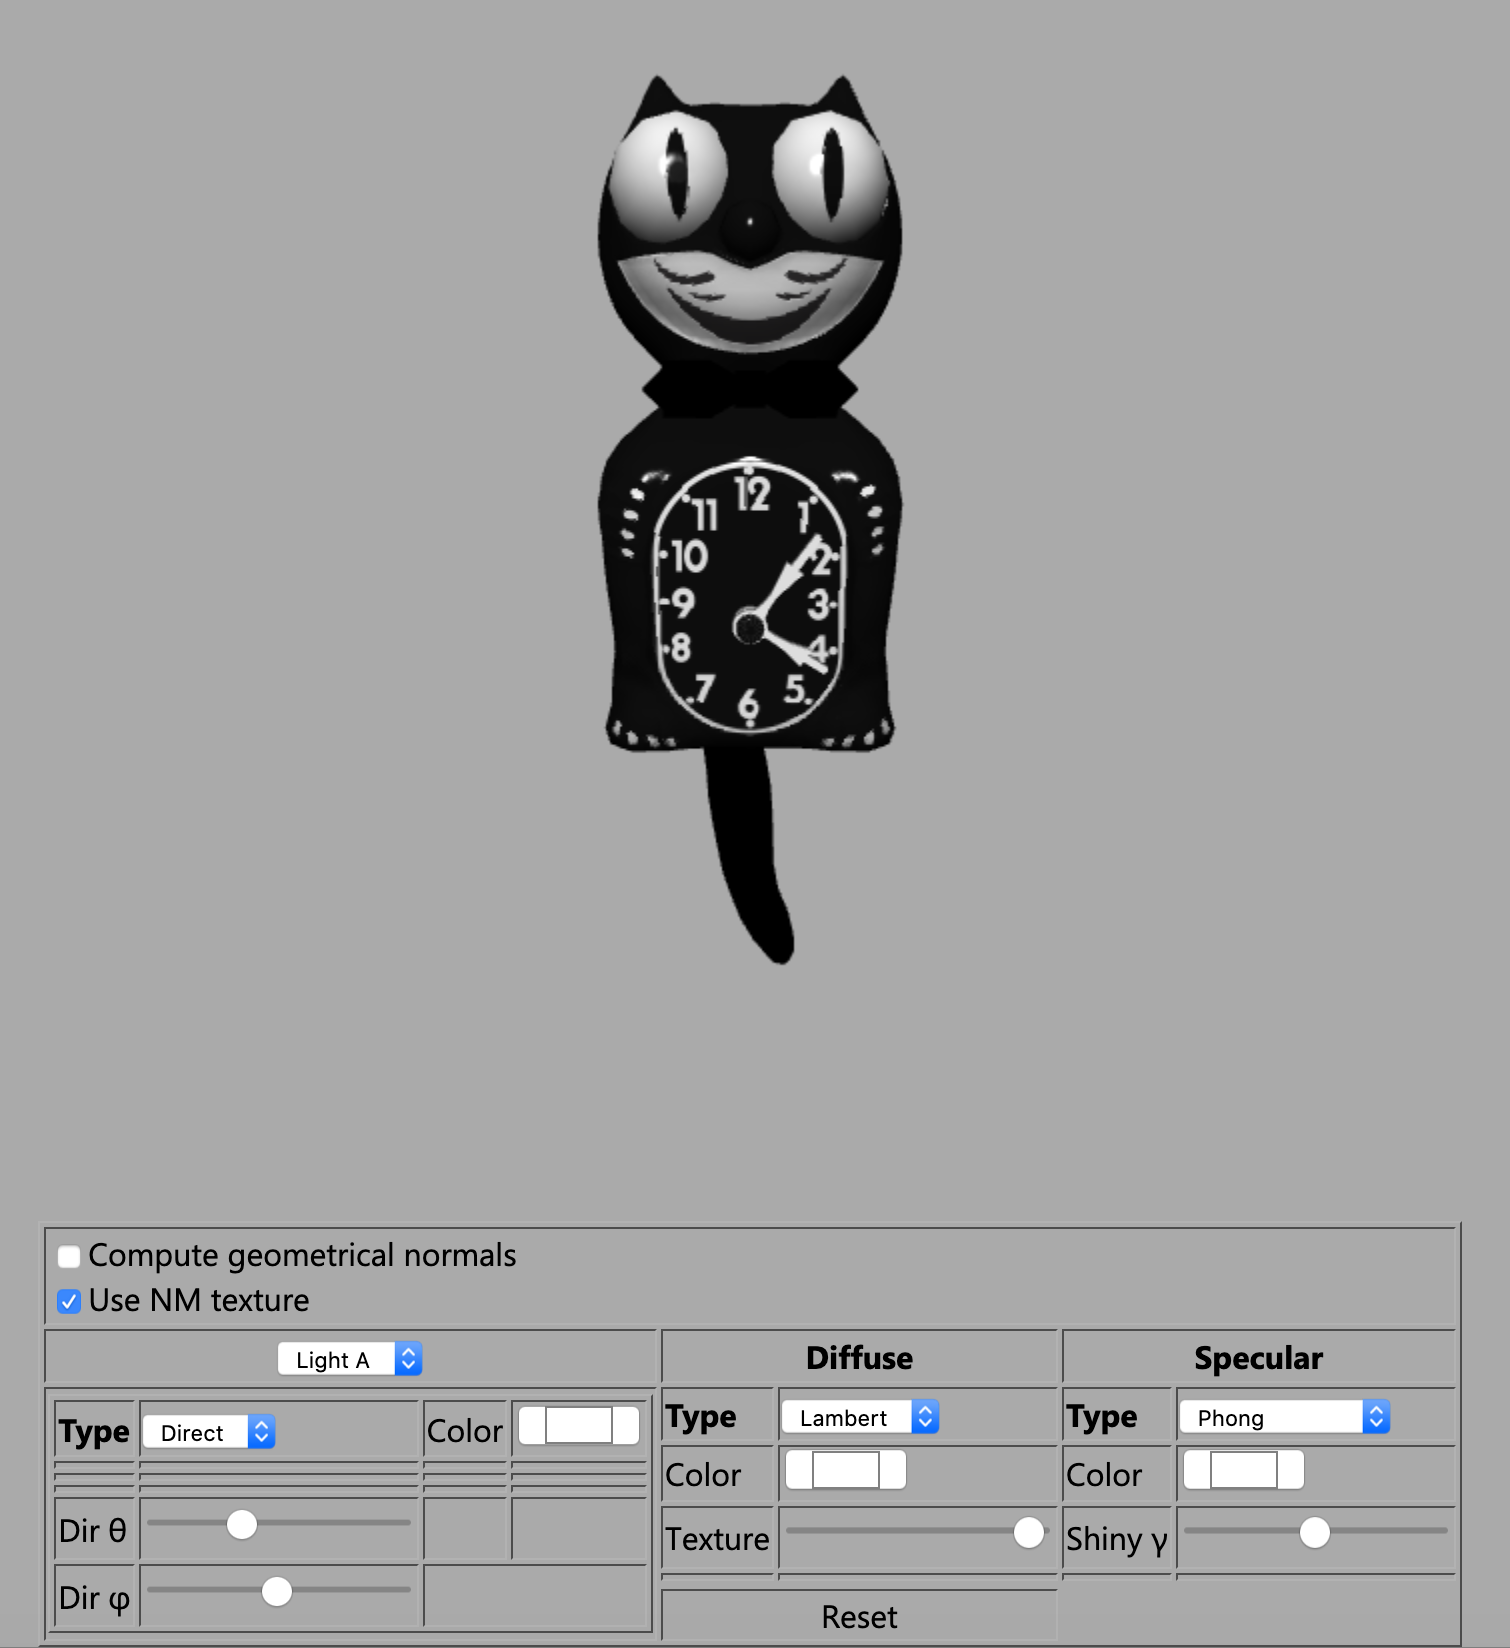 12
11 1
10 2
9 3
8 4
7 5
6
Compute geometrical normals
Use NM texture
Light A Diffuse Specular
Type Direct Color Type Lambert Type Phong
Color Color
Dir θ Texture Shiny γ
Dir φ
Reset